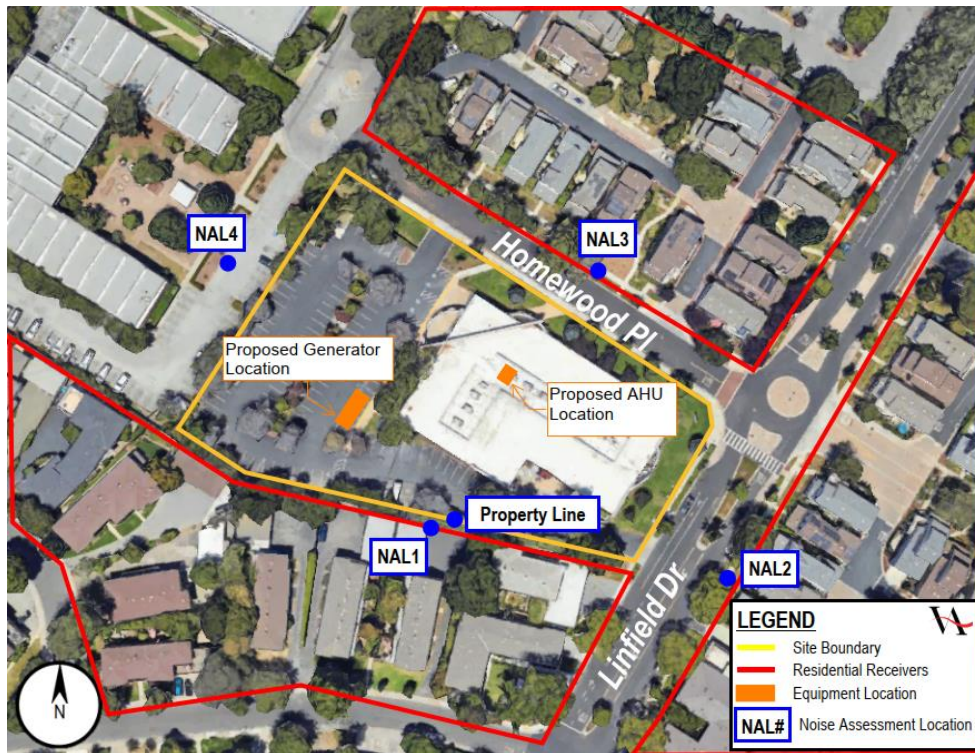 NAL4
NAL3
Homewood Pl
Proposed Generator
Location
Proposed AHU
Location
Property Line
NAL1
NAL2
Linfield Dr
LEGEND
Site Boundary
Residential Receivers
Equipment Location
NAL# Noise Assessment Location
N